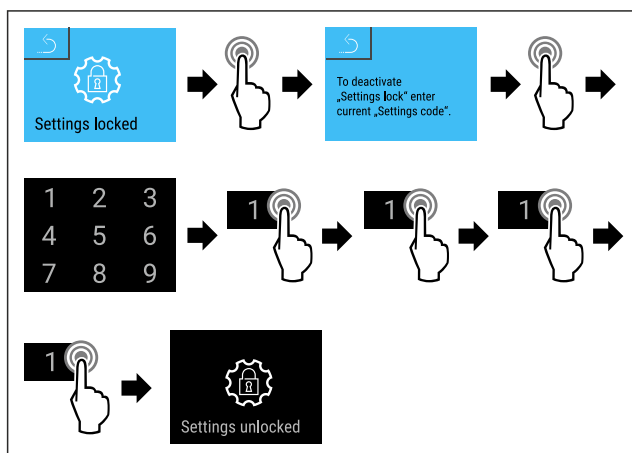 Settings locked
To deactivate
„Settings lock“ enter
current „Settings code“.
1 2 3
4 5 6
7 8 9
1
1
1
1
Settings unlocked